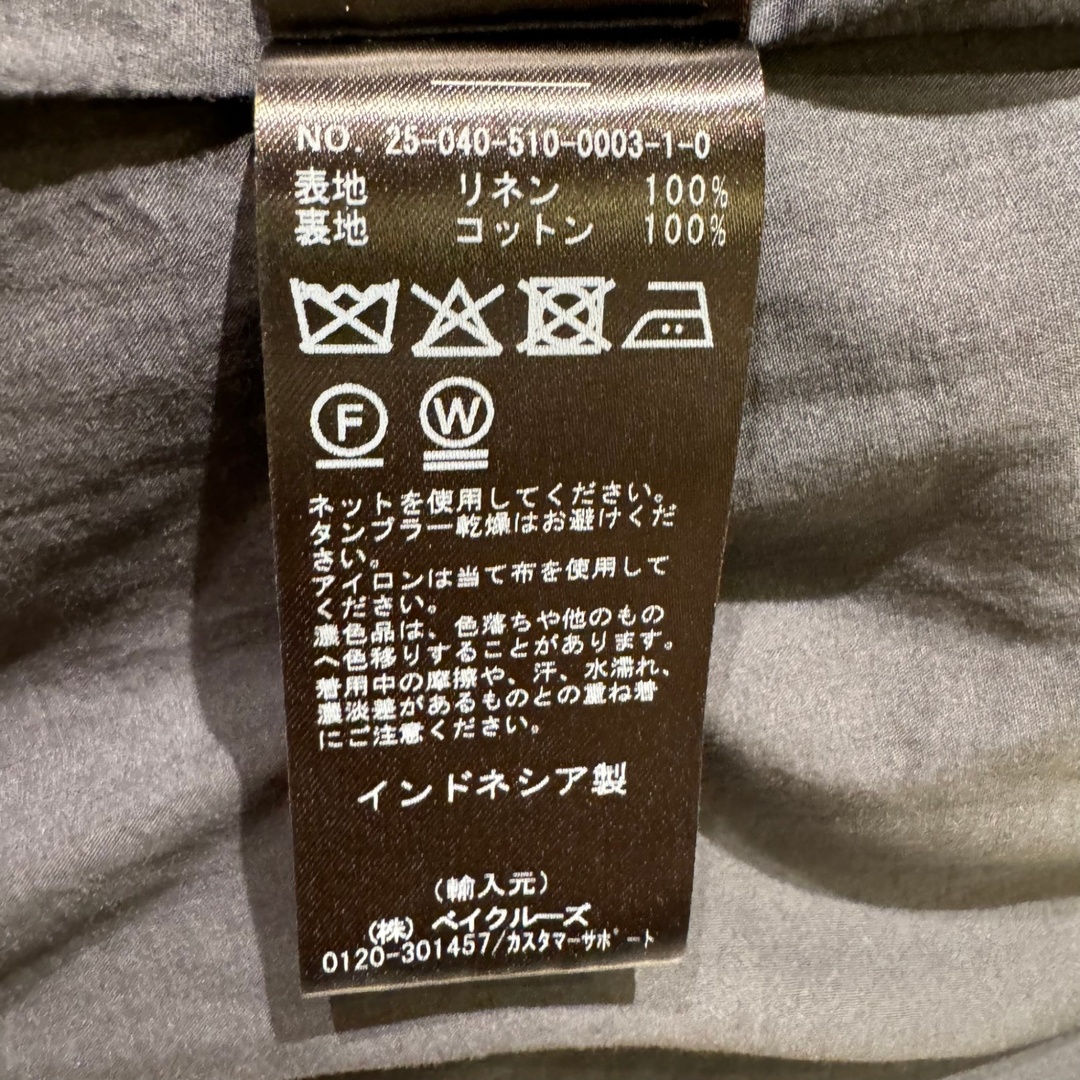 NO. 25-040-510-0003-1-0
表地 リネン 100%
裏地 コットン 100%
F W
ネットを使用してください。
タンブラー乾燥はお避けくだ
さい。
アイロンは当て布を使用して
ください。
濃色品は、色落ちや他のもの
へ色移りすることがあります。
着用中の摩擦や、汗、水濡れ、
濃淡差があるものとの重ね着
にご注意ください。
インドネシア製
(輸入元)
(株) ベイクルーズ
0120-301457/カスタマーサポート